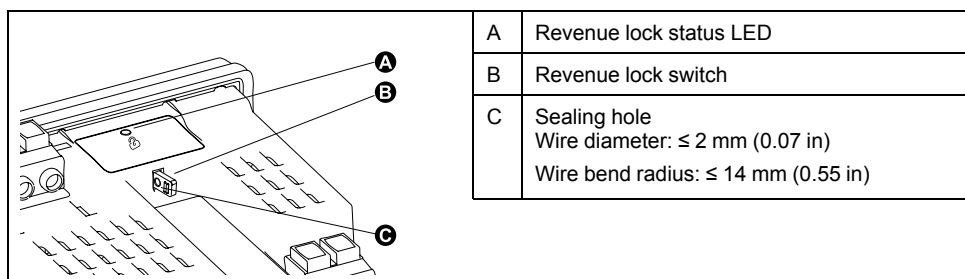 A
B
C
A Revenue lock status LED
B Revenue lock switch
C Sealing hole
Wire diameter: ≤ 2 mm (0.07 in)
Wire bend radius: ≤ 14 mm (0.55 in)